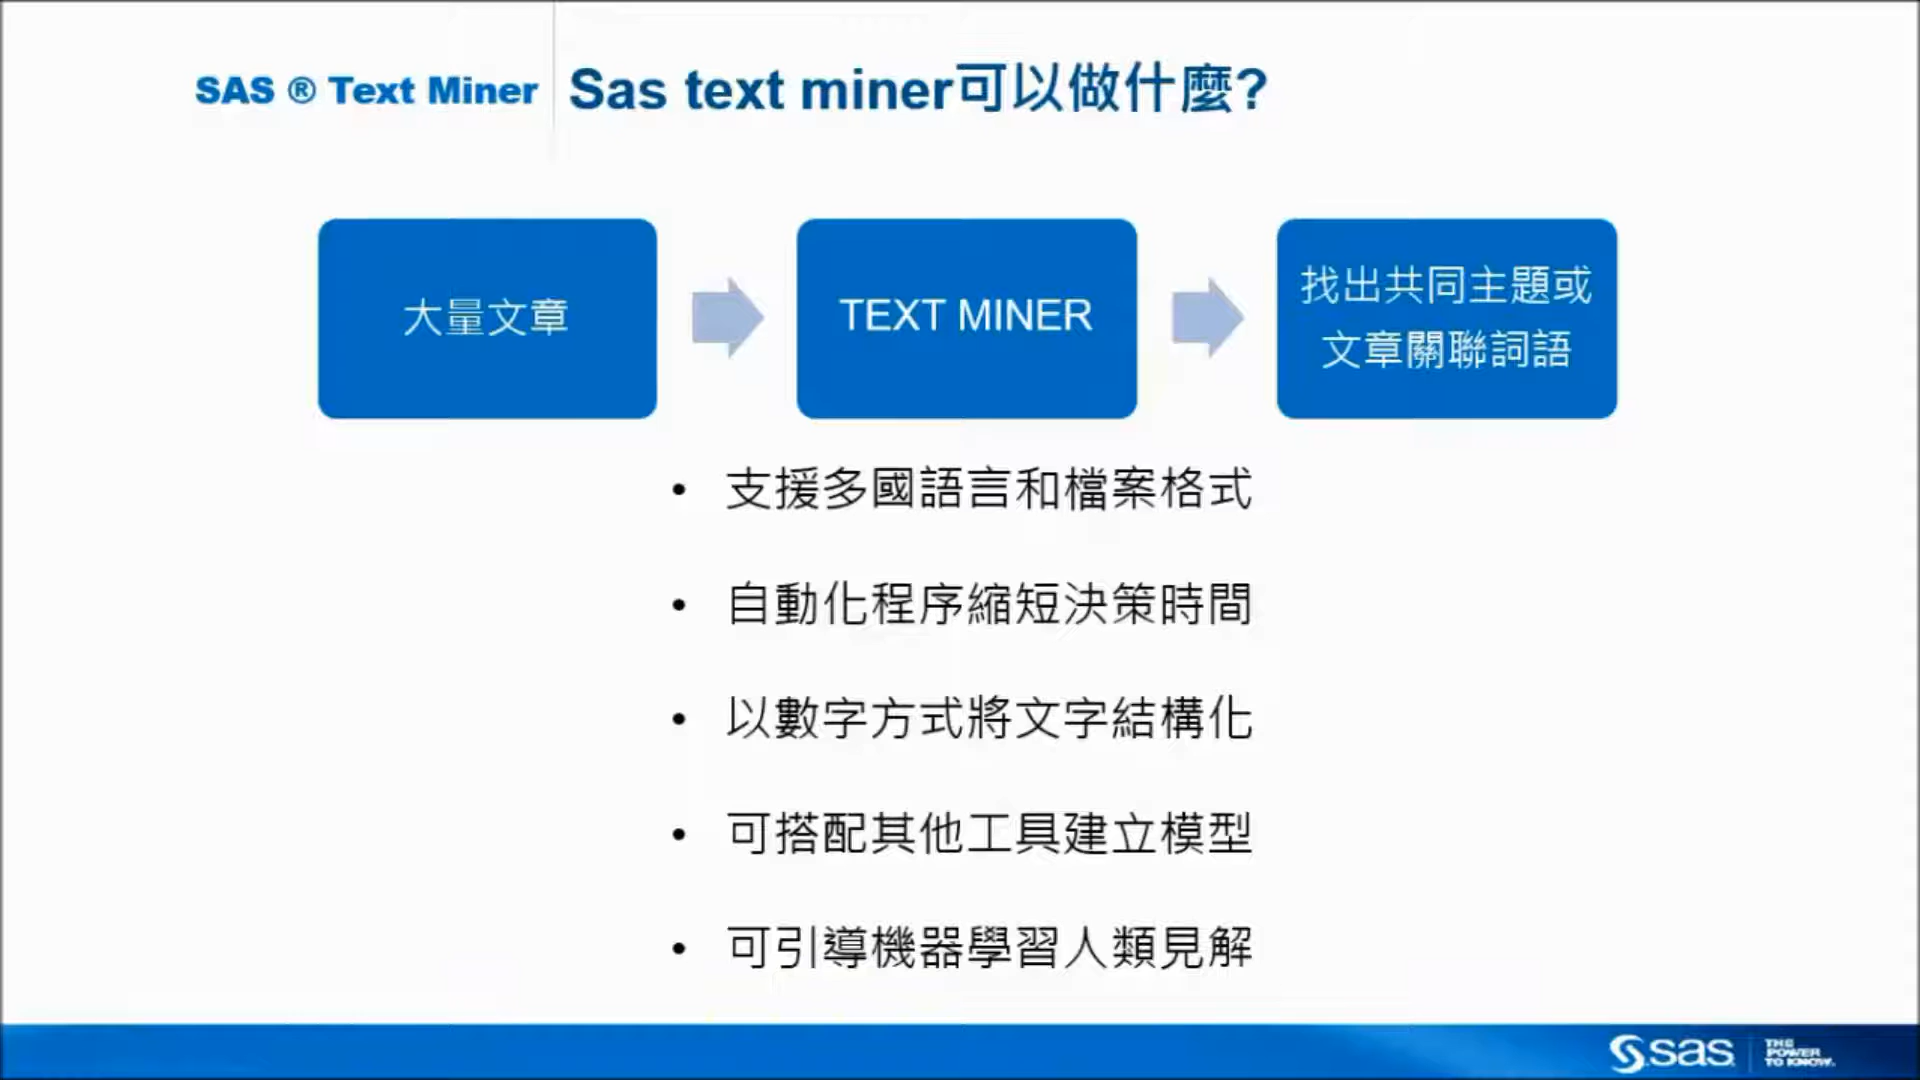 SAS ® Text Miner
Sas text miner可以做什麼?
大量文章
TEXT MINER
找出共同主題或
文章關聯詞語
• 支援多國語言和檔案格式
• 自動化程序縮短決策時間
• 以數字方式將文字結構化
• 可搭配其他工具建立模型
• 可引導機器學習人類見解
sas
THE
POWER
TO KNOW.